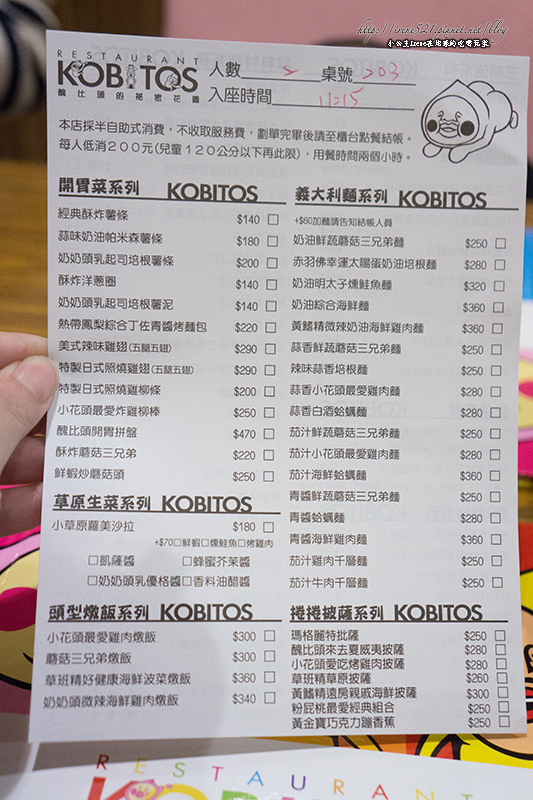 小公主Irene在地球的吃喝玩樂
http://irene521.pixnet.net/blog
RESTAURANT
KOBITOS
醜比頭的祕密花園
人數 2 桌號 203
入座時間 11:15
本店採半自助式消費，不收取服務費，劃單完畢後請至櫃台點餐結帳。
每人低消200元(兒童120公分以下再此限)，用餐時間兩個小時。
開胃菜系列 KOBITOS
經典酥炸薯條 $140
蒜味奶油帕米森薯條 $180
奶奶頭乳起司培根薯條 $200
酥炸洋蔥圈 $140
奶奶頭乳起司培根薯泥 $140
熱帶鳳梨綜合丁佐青醬烤麵包 $220
美式辣味雞翅(五腿五翅) $290
特製日式照燒雞翅(五腿五翅) $290
特製日式照燒雞柳條 $200
小花頭最愛炸雞柳棒 $250
醜比頭開胃拼盤 $470
酥炸蘑菇三兄弟 $220
鮮蝦炒蘑菇頭 $250
草原生菜系列 KOBITOS
小草原蘿美沙拉 $180
+$70□鮮蝦□燻鮭魚□烤雞肉
□凱薩醬 □蜂蜜芥茉醬
□奶奶頭乳優格醬 □香料油醋醬
頭型燉飯系列 KOBITOS
小花頭最愛雞肉燉飯 $300
蘑菇三兄弟燉飯 $300
草班精好健康海鮮波菜燉飯 $360
奶奶頭微辣海鮮雞肉燉飯 $340
義大利麵系列 KOBITOS
+$60加麵請告知結帳人員
奶油鮮蔬蘑菇三兄弟麵 $250
赤羽佛幸運太陽蛋奶油培根麵 $280
奶油明太子燻鮭魚麵 $320
奶油綜合海鮮麵 $360
黃鰭精微辣奶油海鮮雞肉麵 $360
蒜香鮮蔬蘑菇三兄弟麵 $250
辣味蒜香培根麵 $250
蒜香小花頭最愛雞肉麵 $280
蒜香白酒蛤蠣麵 $280
茄汁鮮蔬蘑菇三兄弟麵 $250
茄汁小花頭最愛雞肉麵 $280
茄汁海鮮蛤蠣麵 $360
青醬鮮蔬蘑菇三兄弟麵 $250
青醬蛤蠣麵 $280
青醬海鮮雞肉麵 $360
茄汁雞肉千層麵 $250
茄汁牛肉千層麵 $250
捲捲披薩系列 KOBITOS
瑪格麗特批薩 $250
醜比頭來去夏威夷披薩 $280
小花頭愛吃烤雞肉披薩 $280
草班精草原披薩 $260
黃鰭精遠房親戚海鮮披薩 $300
粉屁桃最愛經典組合 $250
黃金寶巧克力蹦香蕉 $250
RESTAURANT